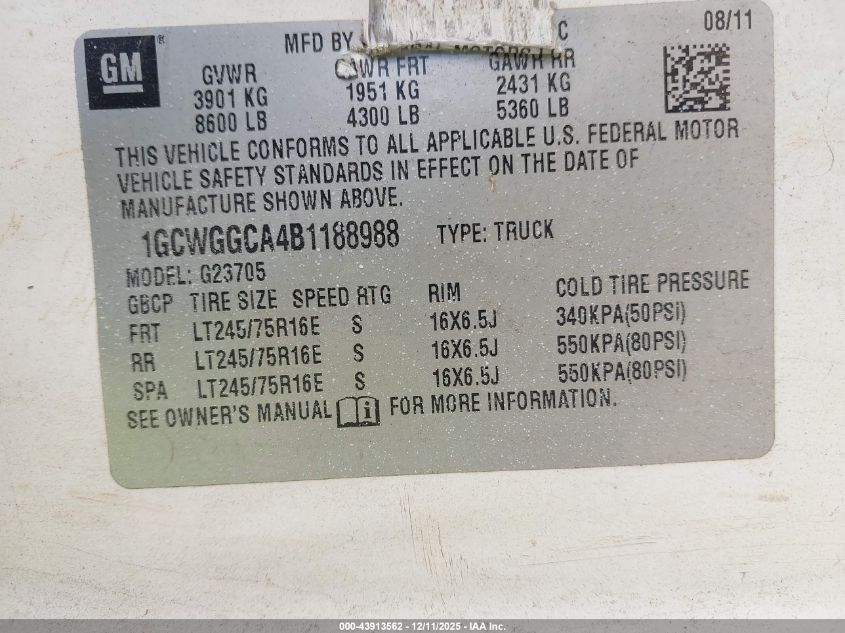 08/11
MFD BY GENERAL MOTORS LLC
GM®
GVWR GAWR FRT GAWR RR
3901 KG 1951 KG 2431 KG
8600 LB 4300 LB 5360 LB
THIS VEHICLE CONFORMS TO ALL APPLICABLE U.S. FEDERAL MOTOR
VEHICLE SAFETY STANDARDS IN EFFECT ON THE DATE OF
MANUFACTURE SHOWN ABOVE.
1GCWGGCA4B1188988 TYPE: TRUCK
MODEL: G23705
GBCP TIRE SIZE SPEED RTG RIM COLD TIRE PRESSURE
FRT LT245/75R16E S 16X6.5J 340KPA(50PSI)
RR LT245/75R16E S 16X6.5J 550KPA(80PSI)
SPA LT245/75R16E S 16X6.5J 550KPA(80PSI)
SEE OWNER'S MANUAL FOR MORE INFORMATION.
000-43913562 - 12/11/2025 - IAA Inc.